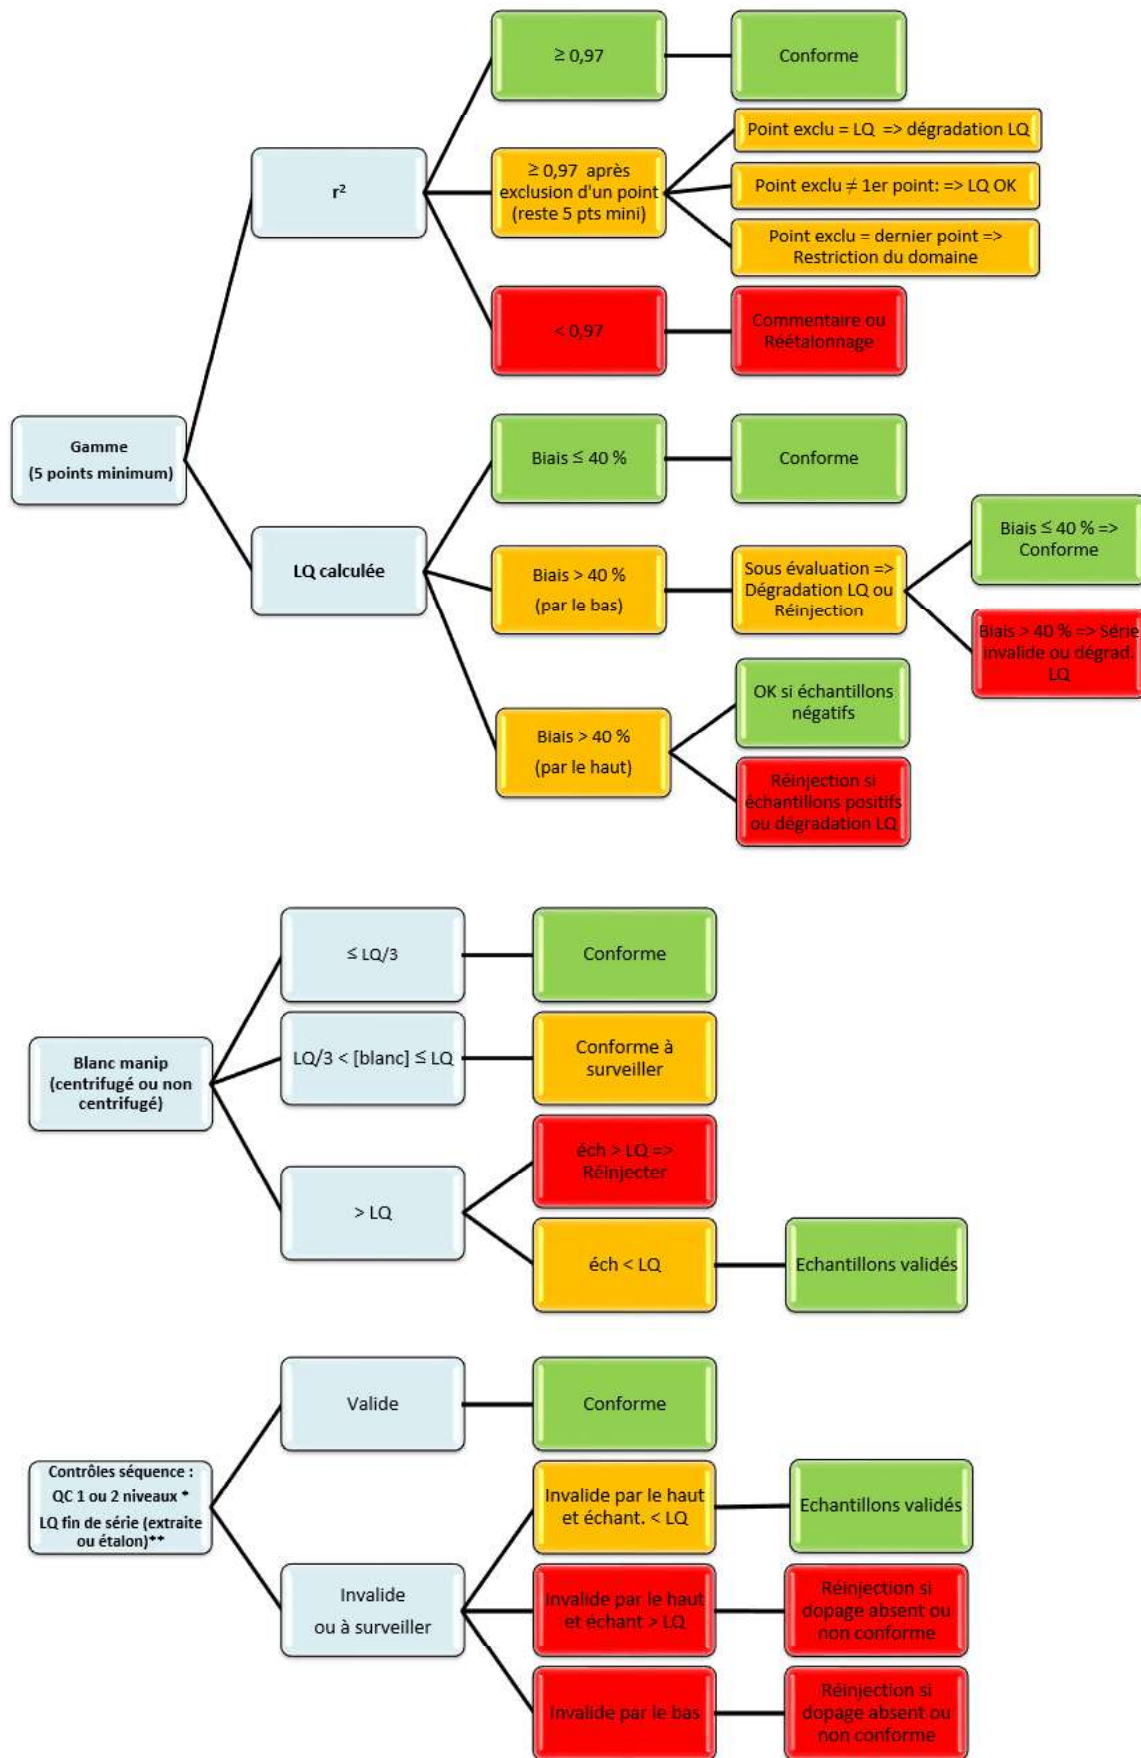 ≥ 0,97
Conforme
r²
≥ 0,97 après
exclusion d'un point
(reste 5 pts mini)
Point exclu = LQ => dégradation LQ
Point exclu ≠ 1er point: => LQ OK
Point exclu = dernier point =>
Restriction du domaine
< 0,97
Commentaire ou
Réétalonnage
Gamme
(5 points minimum)
LQ calculée
Biais ≤ 40 %
Conforme
Biais > 40 %
(par le bas)
Sous évaluation =>
Dégradation LQ ou
Réinjection
Biais ≤ 40 % =>
Conforme
Biais > 40 % => Série
invalide ou dégrad.
LQ
Biais > 40 %
(par le haut)
OK si échantillons
négatifs
Réinjection si
échantillons positifs
ou dégradation LQ
Blanc manip
(centrifugé ou non
centrifugé)
≤ LQ/3
Conforme
LQ/3 < [blanc] ≤ LQ
Conforme à
surveiller
> LQ
éch > LQ =>
Réinjecter
éch < LQ
Echantillons validés
Contrôles séquence :
QC 1 ou 2 niveaux *
LQ fin de série (extraite
ou étalon)**
Valide
Conforme
Invalide
ou à surveiller
Invalide par le haut
et échant. < LQ
Echantillons validés
Invalide par le haut
et échant > LQ
Réinjection si
dopage absent ou
non conforme
Invalide par le bas
Réinjection si
dopage absent ou
non conforme